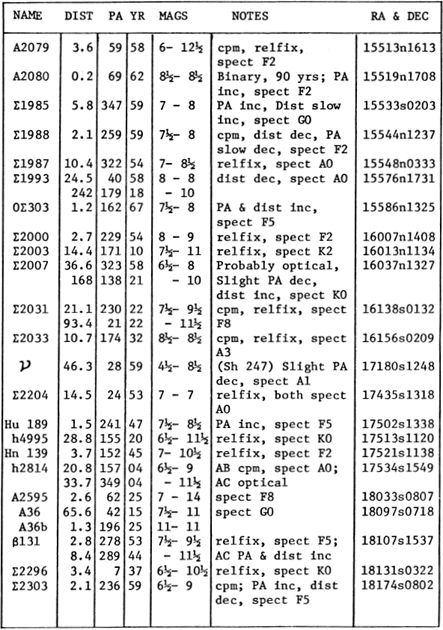 NAME DIST PA YR MAGS NOTES RA & DEC
A2079 3.6 59 58 6- 12½ cpm, relfix, 15513n1613
spect F2
A2080 0.2 69 62 8½- 8½ Binary, 90 yrs; PA 15519n1708
inc, spect F2
Σ1985 5.8 347 59 7 - 8 PA inc, Dist slow 15533s0203
inc, spect G0
Σ1988 2.1 259 59 7½- 8 cpm, dist dec, PA 15544n1237
slow dec, spect F2
Σ1987 10.4 322 54 7- 8½ relfix, spect A0 15548n0333
Σ1993 24.5 40 58 8 - 8 dist dec, spect A0 15576n1731
242 179 18 - 10
OΣ303 1.2 162 67 7½- 8 PA & dist inc, 15586n1325
spect F5
Σ2000 2.7 229 54 8 - 9 relfix, spect F2 16007n1408
Σ2003 14.4 171 10 7½- 11 relfix, spect K2 16013n1134
Σ2007 36.6 323 58 6½- 8 Probably optical, 16037n1327
168 138 21 - 10 Slight PA dec,
dist inc, spect K0
Σ2031 21.1 230 22 7½- 9½ cpm, relfix, spect 16138s0132
93.4 21 22 - 11½ F8
Σ2033 10.7 174 32 8½- 8½ cpm, relfix, spect 16156s0209
A3
ν 46.3 28 59 4½- 8½ (Sh 247) Slight PA 17180s1248
dec, spect A1
Σ2204 14.5 24 53 7 - 7 relfix, both spect 17435s1318
A0
Hu 189 1.5 241 47 7½- 8½ PA inc, spect F5 17502s1338
h4995 28.8 155 20 6½- 11½ relfix, spect K0 17513s1120
Hn 139 3.7 152 45 7- 10½ relfix, spect F2 17521s1138
h2814 20.8 157 04 6½- 9 AB cpm, spect A0; 17534s1549
33.7 349 04 - 11½ AC optical
A2595 2.6 62 25 7 - 14 spect F8 18033s0807
A36 65.6 42 15 7½- 11 spect G0 18097s0718
A36b 1.3 196 25 11- 11
β131 2.8 278 53 7½- 9½ relfix, spect F5; 18107s1537
8.4 289 44 - 11½ AC PA & dist inc
Σ2296 3.4 7 37 6½- 10½ relfix, spect K0 18131s0322
Σ2303 2.1 236 59 6½- 9 cpm; PA inc, dist 18174s0802
dec, spect F5